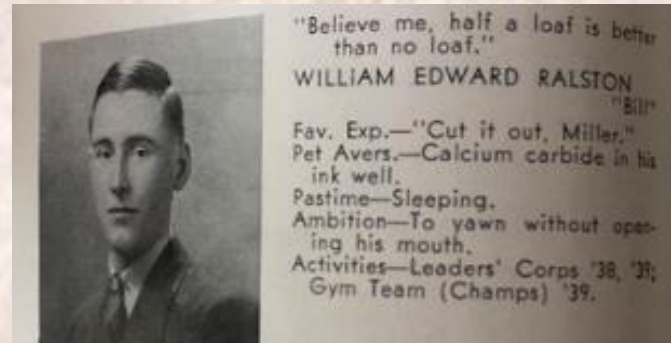 "Believe me, half a loaf is better
than no loaf."
WILLIAM EDWARD RALSTON
"Bill"
Fav. Exp.—"Cut it out, Miller."
Pet Avers.—Calcium carbide in his
ink well.
Pastime—Sleeping.
Ambition—To yawn without open-
ing his mouth.
Activities—Leaders' Corps '38, '39;
Gym Team (Champs) '39.